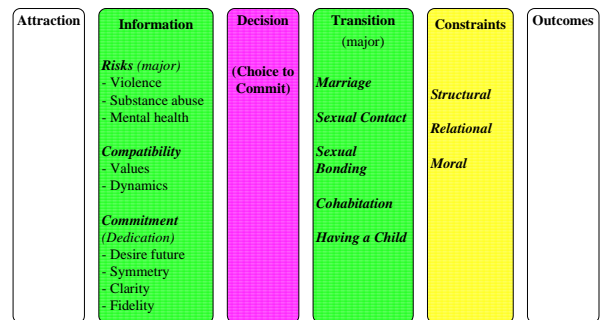 Attraction
Information
Risks (major)
- Violence
- Substance abuse
- Mental health
Compatibility
- Values
- Dynamics
Commitment
(Dedication)
- Desire future
- Symmetry
- Clarity
- Fidelity
Decision
(Choice to
Commit)
Transition
(major)
Marriage
Sexual Contact
Sexual
Bonding
Cohabitation
Having a Child
Constraints
Structural
Relational
Moral
Outcomes